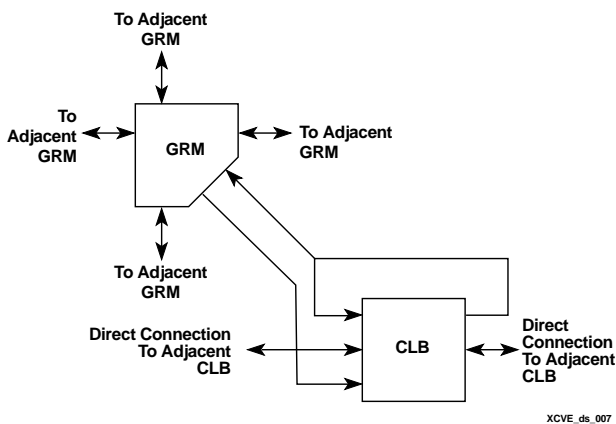 To Adjacent
GRM
To
Adjacent
GRM
GRM
To Adjacent
GRM
To Adjacent
GRM
Direct Connection
To Adjacent
CLB
CLB
Direct
Connection
To Adjacent
CLB
XCVE_ds_007